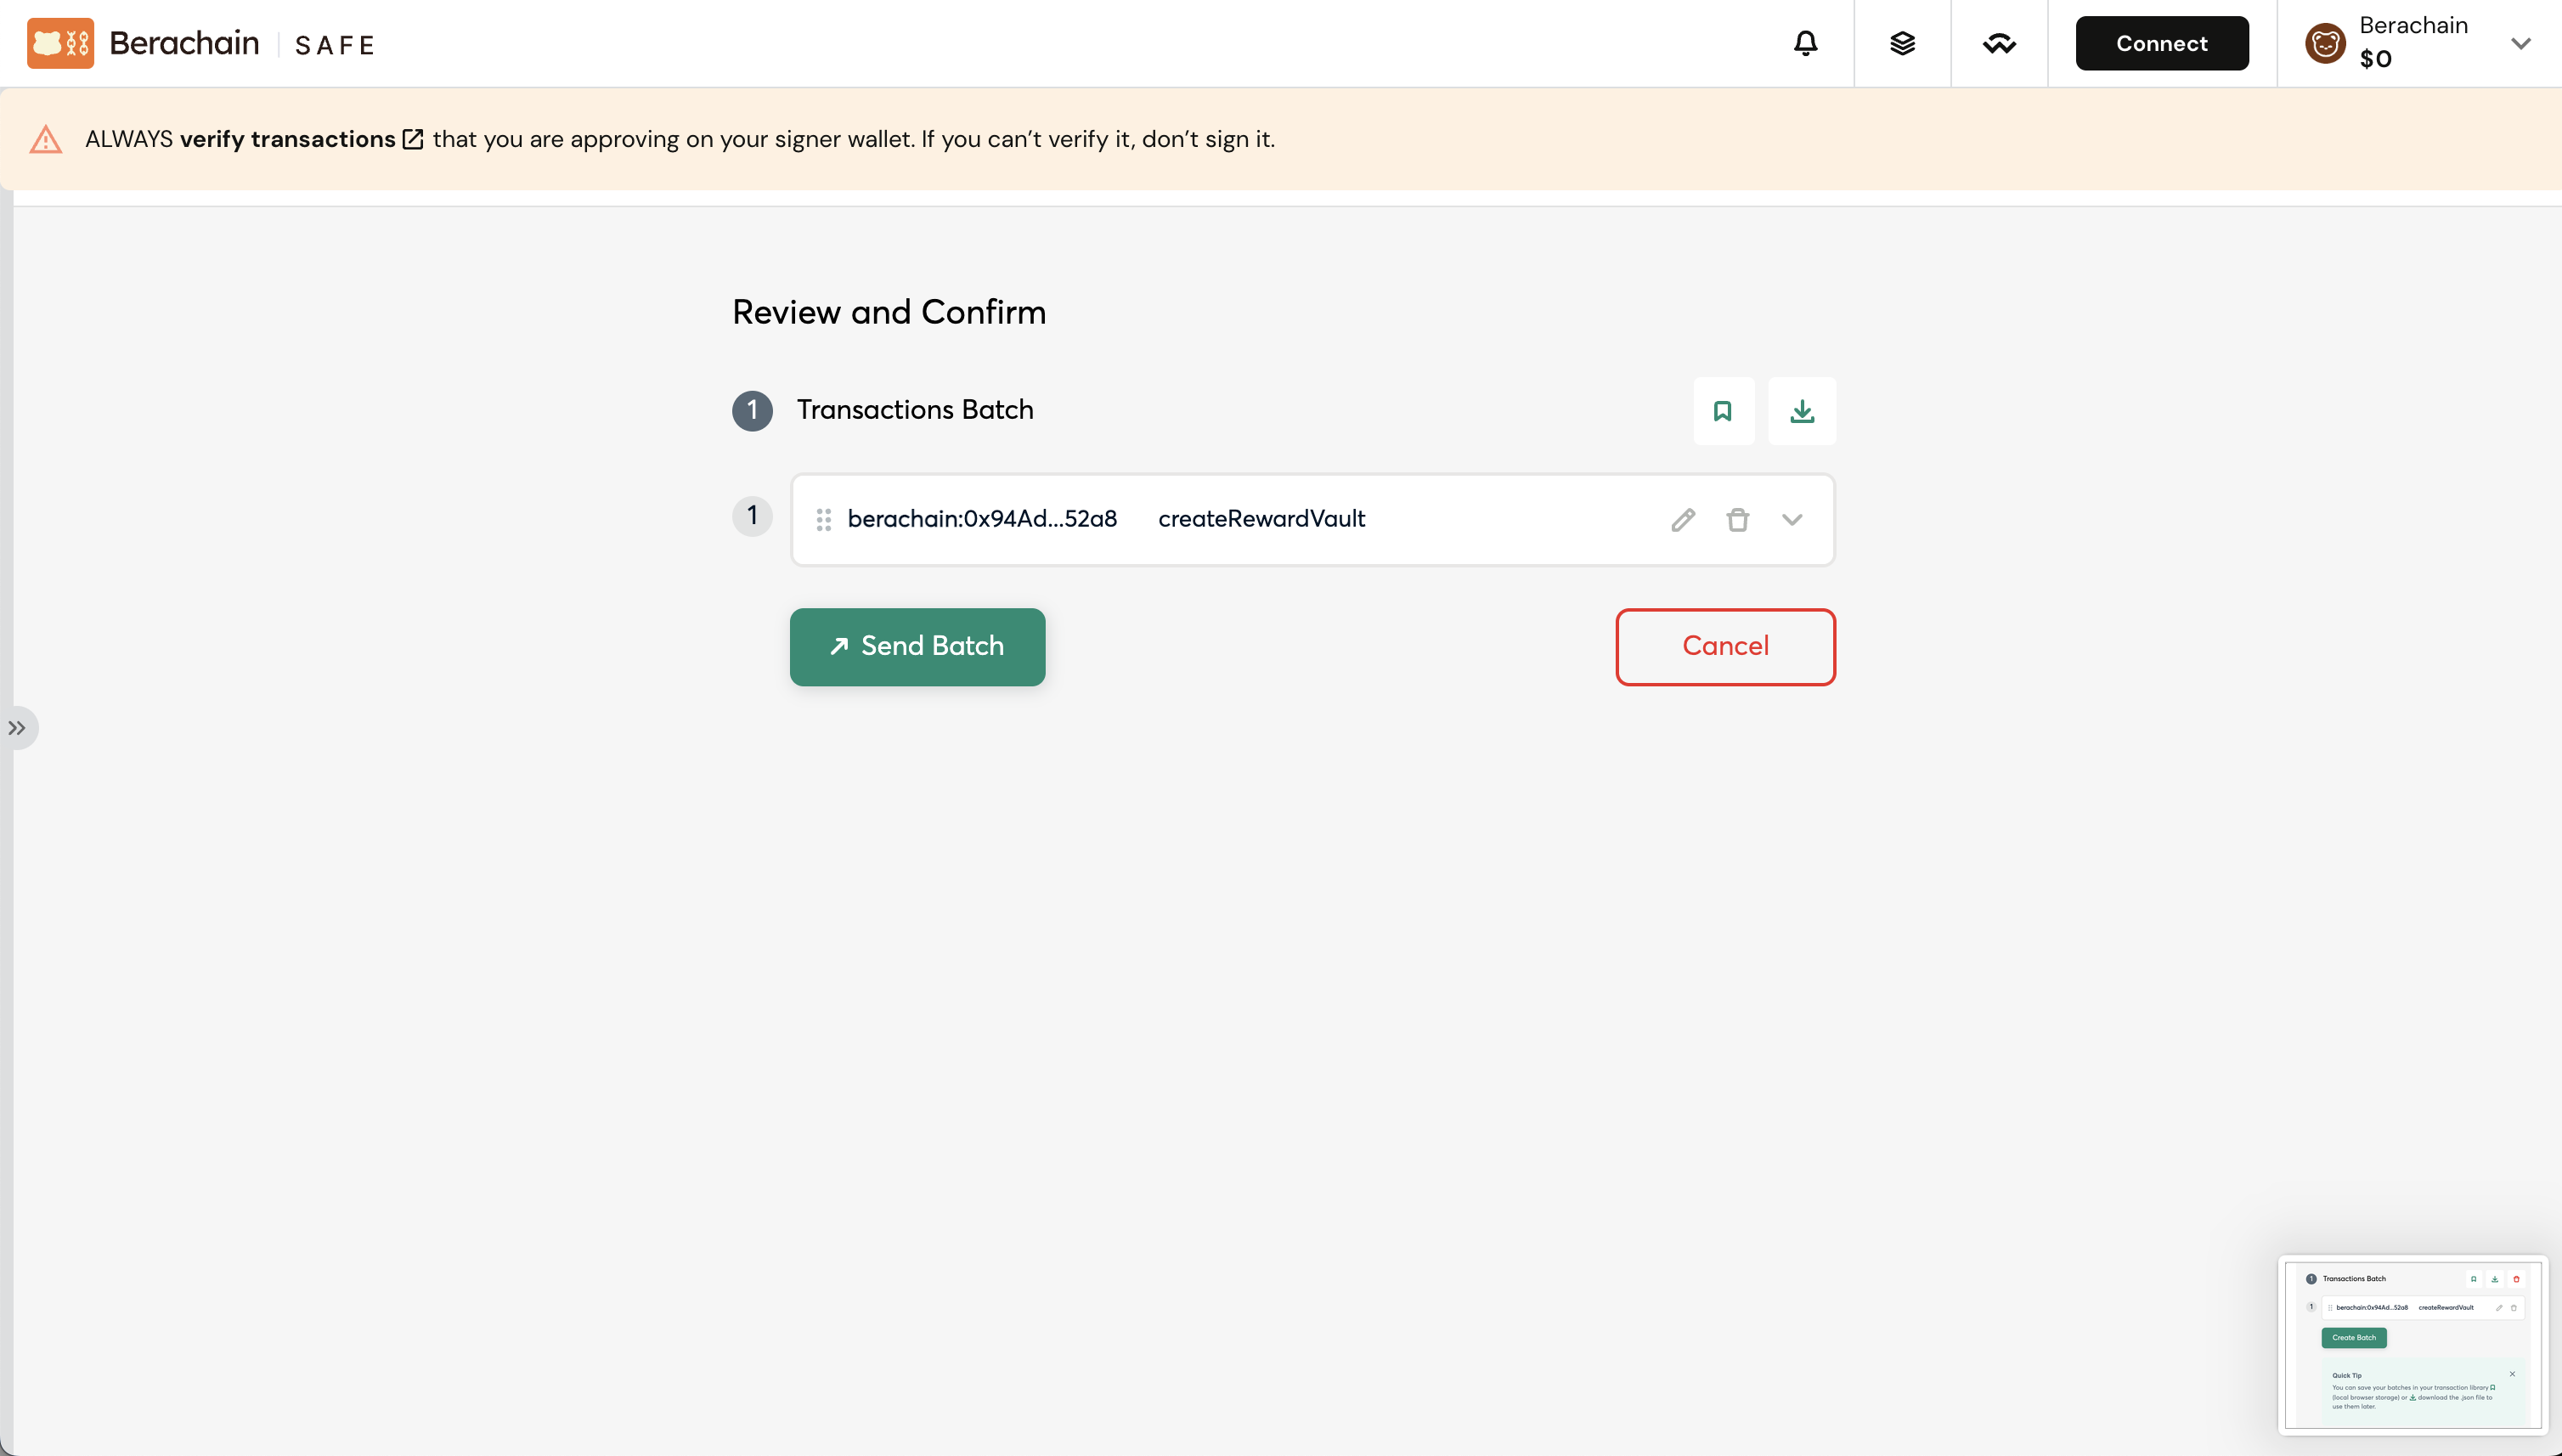 Berachain SAFE
Connect
Berachain
$0
ALWAYS verify transactions that you are approving on your signer wallet. If you can't verify it, don't sign it.
Review and Confirm
1 Transactions Batch
1 berachain:0x94Ad...52a8 createRewardVault
Send Batch
Cancel
1 Transactions Batch
1 berachain:0x94Ad...52a8 createRewardVault
Create Batch
Quick Tip
You can save your batches in your transaction library
(local browser storage) or download the .json file to
use them later.